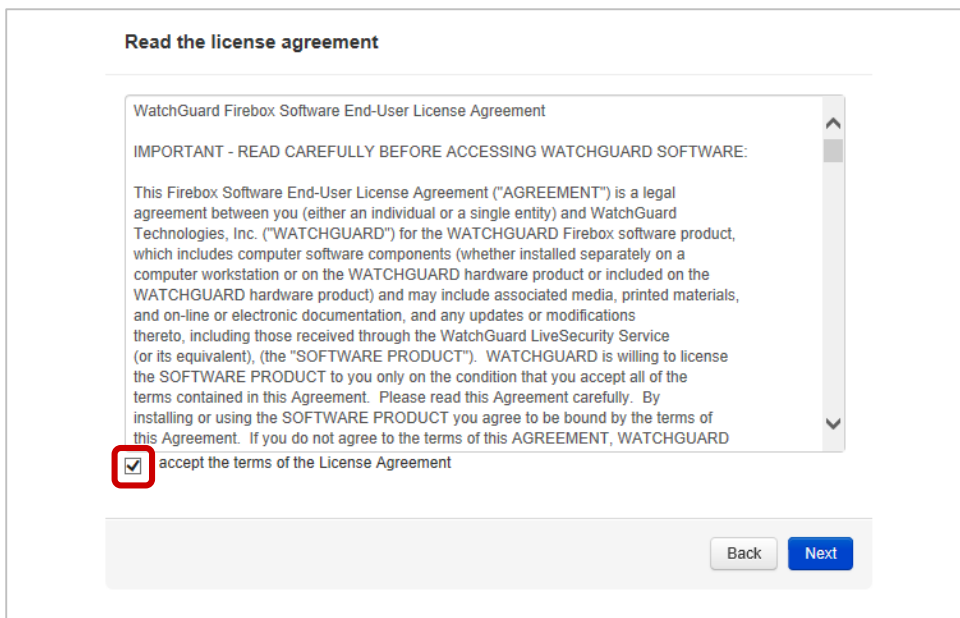 Read the license agreement
WatchGuard Firebox Software End-User License Agreement
IMPORTANT - READ CAREFULLY BEFORE ACCESSING WATCHGUARD SOFTWARE:
This Firebox Software End-User License Agreement ("AGREEMENT") is a legal
agreement between you (either an individual or a single entity) and WatchGuard
Technologies, Inc. ("WATCHGUARD") for the WATCHGUARD Firebox software product,
which includes computer software components (whether installed separately on a
computer workstation or on the WATCHGUARD hardware product or included on the
WATCHGUARD hardware product) and may include associated media, printed materials,
and on-line or electronic documentation, and any updates or modifications
thereto, including those received through the WatchGuard LiveSecurity Service
(or its equivalent), (the "SOFTWARE PRODUCT").  WATCHGUARD is willing to license
the SOFTWARE PRODUCT to you only on the condition that you accept all of the
terms contained in this Agreement.  Please read this Agreement carefully.  By
installing or using the SOFTWARE PRODUCT you agree to be bound by the terms of
this Agreement.  If you do not agree to the terms of this AGREEMENT, WATCHGUARD
accept the terms of the License Agreement
Back
Next